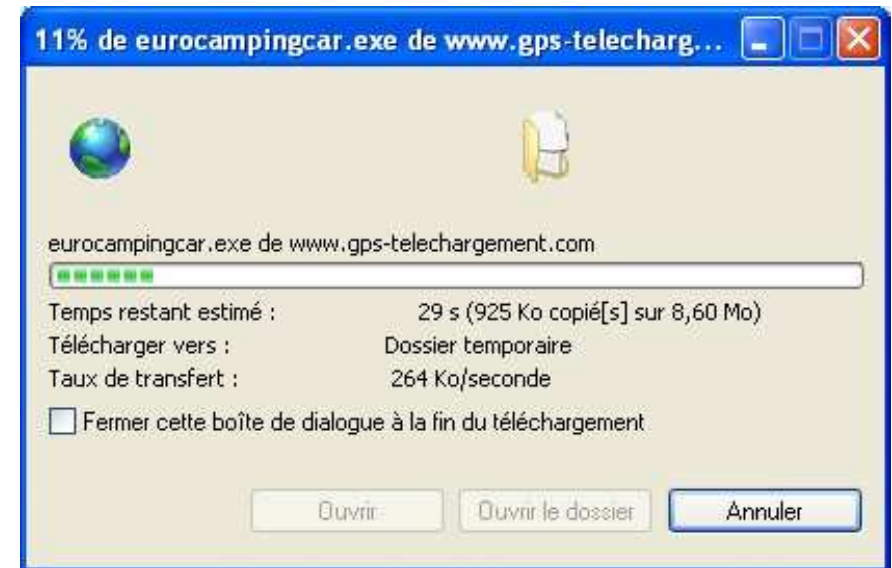 11% de eurocampingcar.exe de www.gps-telecharg...
eurocampingcar.exe de www.gps-telechargement.com
Temps restant estimé : 29 s (925 Ko copié[s] sur 8,60 Mo)
Télécharger vers : Dossier temporaire
Taux de transfert : 264 Ko/seconde
Fermer cette boîte de dialogue à la fin du téléchargement
Ouvrir Ouvrir le dossier Annuler